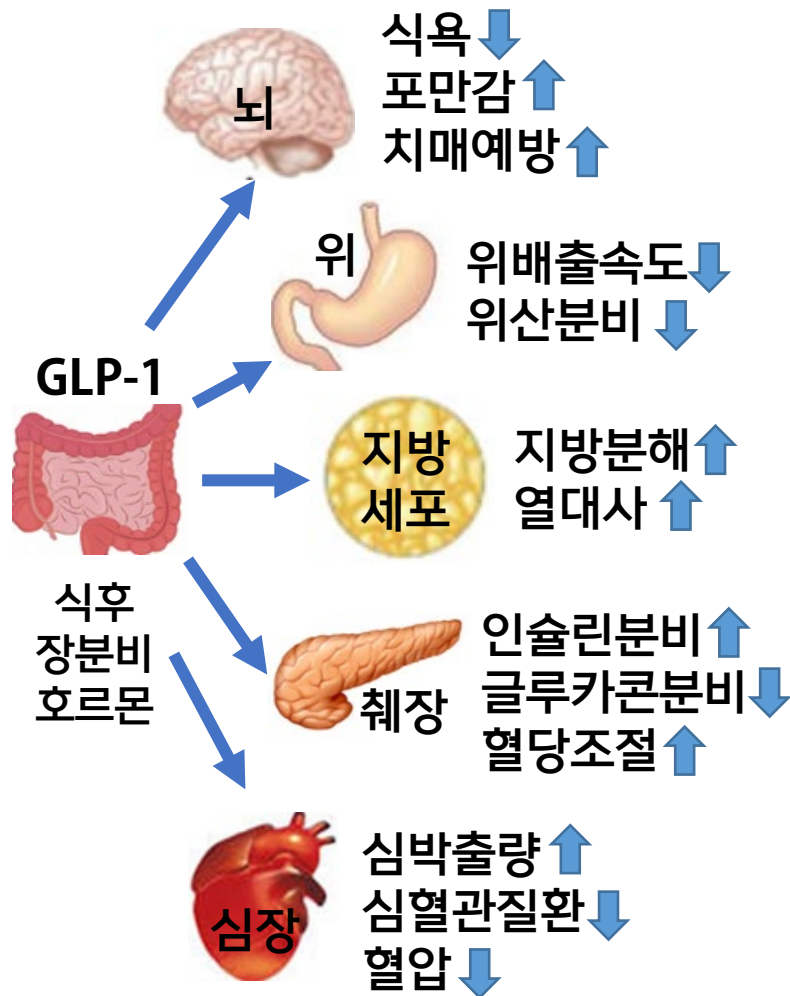 뇌
식욕
포만감
치매예방
위
위배출속도
위산분비
GLP-1
지방
세포
지방분해
열대사
식후
장분비
호르몬
췌장
인슐린분비
글루카콘분비
혈당조절
심장
심박출량
심혈관질환
혈압